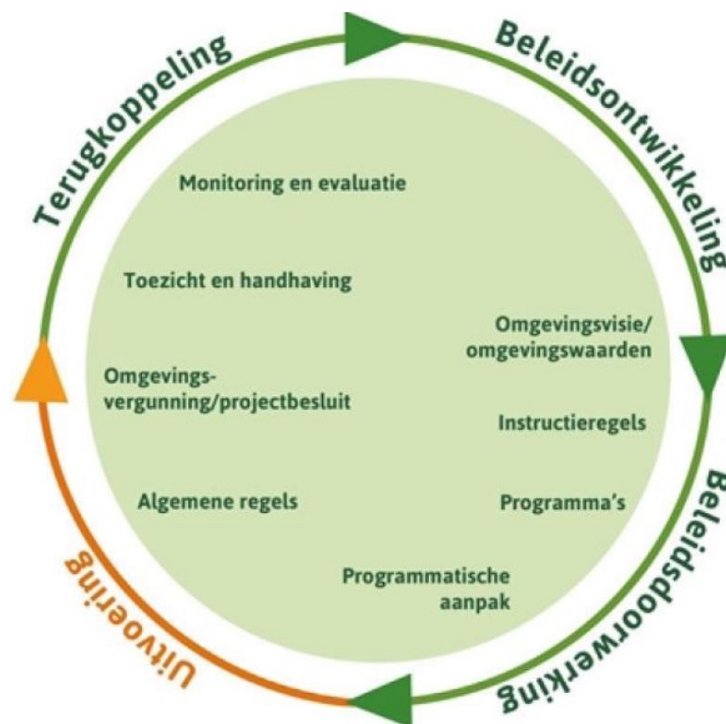 Terugkoppeling
Beleidsontwikkeling
Monitoring en evaluatie
Toezicht en handhaving
Omgevingsvisie/
omgevingswaarden
Omgevings-
vergunning/projectbesluit
Instructieregels
Algemene regels
Programma's
Programmatische
aanpak
Uitvoering
Beleidsdoorwerking